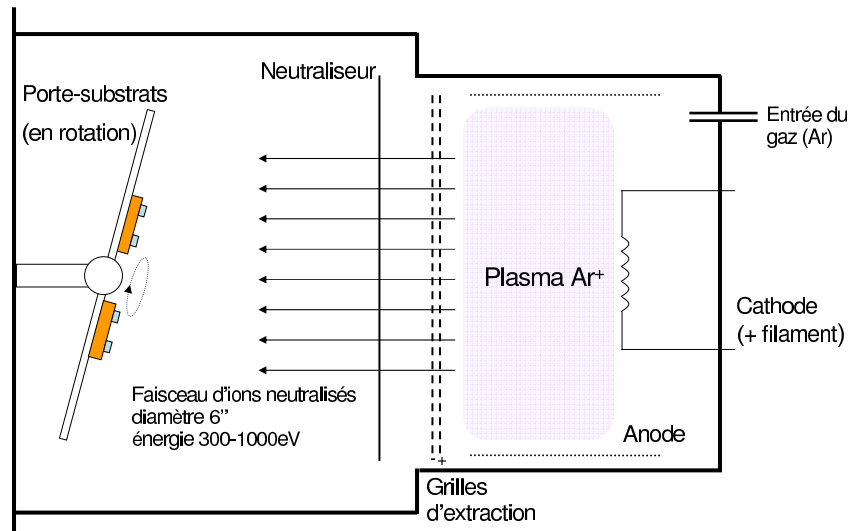 Neutraliseur
Porte-substrats
(en rotation)
Entrée du
gaz (Ar)
Plasma Ar⁺
Cathode
(+ filament)
Faisceau d'ions neutralisés
diamètre 6’’
énergie 300-1000eV
Anode
- +
Grilles
d'extraction